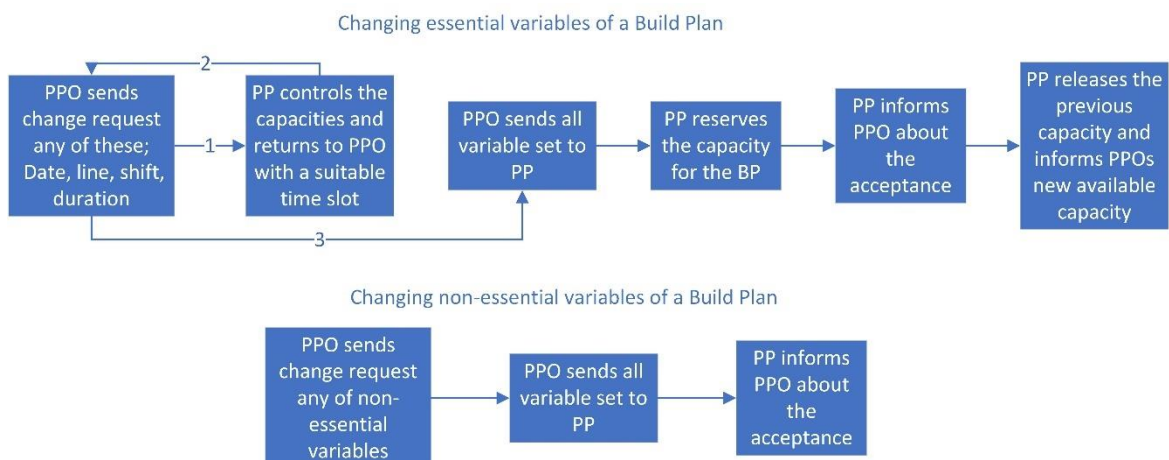 Changing essential variables of a Build Plan
2
PPO sends
change request
any of these;
Date, line, shift,
duration
1
PP controls the
capacities and
returns to PPO
with a suitable
time slot
3
PPO sends all
variable set to
PP
PP reserves
the capacity
for the BP
PP informs
PPO about
the
acceptance
PP releases the
previous
capacity and
informs PPOs
new available
capacity
Changing non-essential variables of a Build Plan
PPO sends
change request
any of non-
essential
variables
PPO sends all
variable set to
PP
PP informs
PPO about
the
acceptance